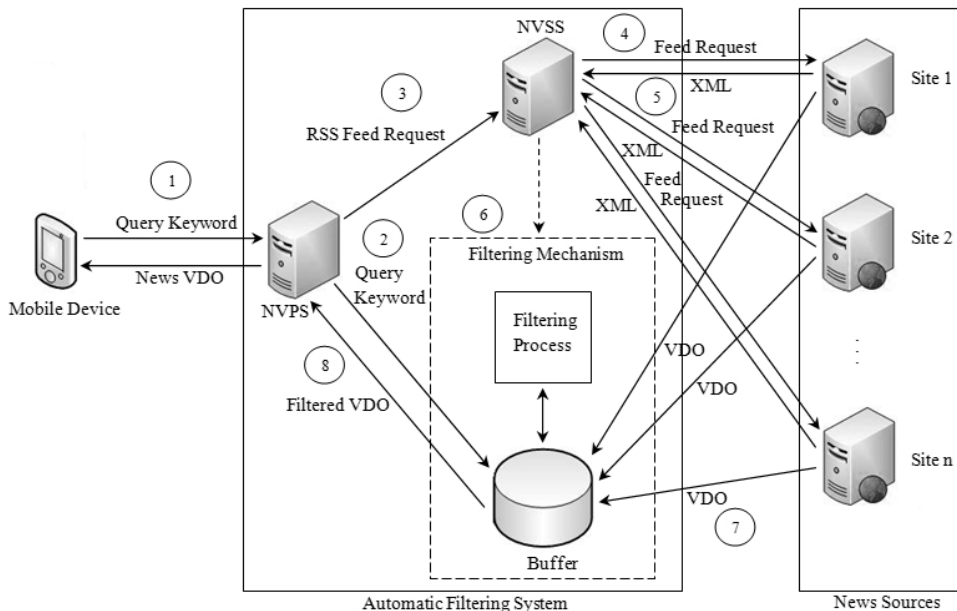 NVSS
4
Feed Request
XML
Site 1
3
5
RSS Feed Request
Feed Request
XML
Feed
Request
XML
1
Query Keyword
News VDO
Mobile Device
NVPS
2
Query
Keyword
6
Filtering Mechanism
Site 2
Filtering
Process
VDO
VDO
8
Filtered VDO
Site n
VDO
7
Buffer
Automatic Filtering System
News Sources